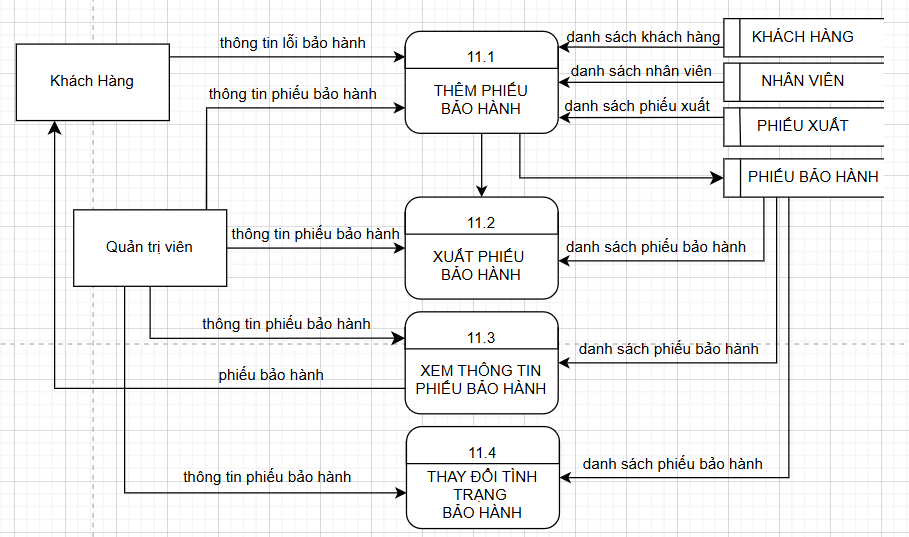 Khách Hàng
thông tin lỗi bảo hành
thông tin phiếu bảo hành
11.1
THÊM PHIẾU
BẢO HÀNH
danh sách khách hàng
KHÁCH HÀNG
danh sách nhân viên
NHÂN VIÊN
danh sách phiếu xuất
PHIẾU XUẤT
PHIẾU BẢO HÀNH
Quản trị viên
thông tin phiếu bảo hành
11.2
XUẤT PHIẾU
BẢO HÀNH
danh sách phiếu bảo hành
thông tin phiếu bảo hành
phiếu bảo hành
11.3
XEM THÔNG TIN
PHIẾU BẢO HÀNH
danh sách phiếu bảo hành
thông tin phiếu bảo hành
11.4
THAY ĐỔI TÌNH
TRẠNG
BẢO HÀNH
danh sách phiếu bảo hành